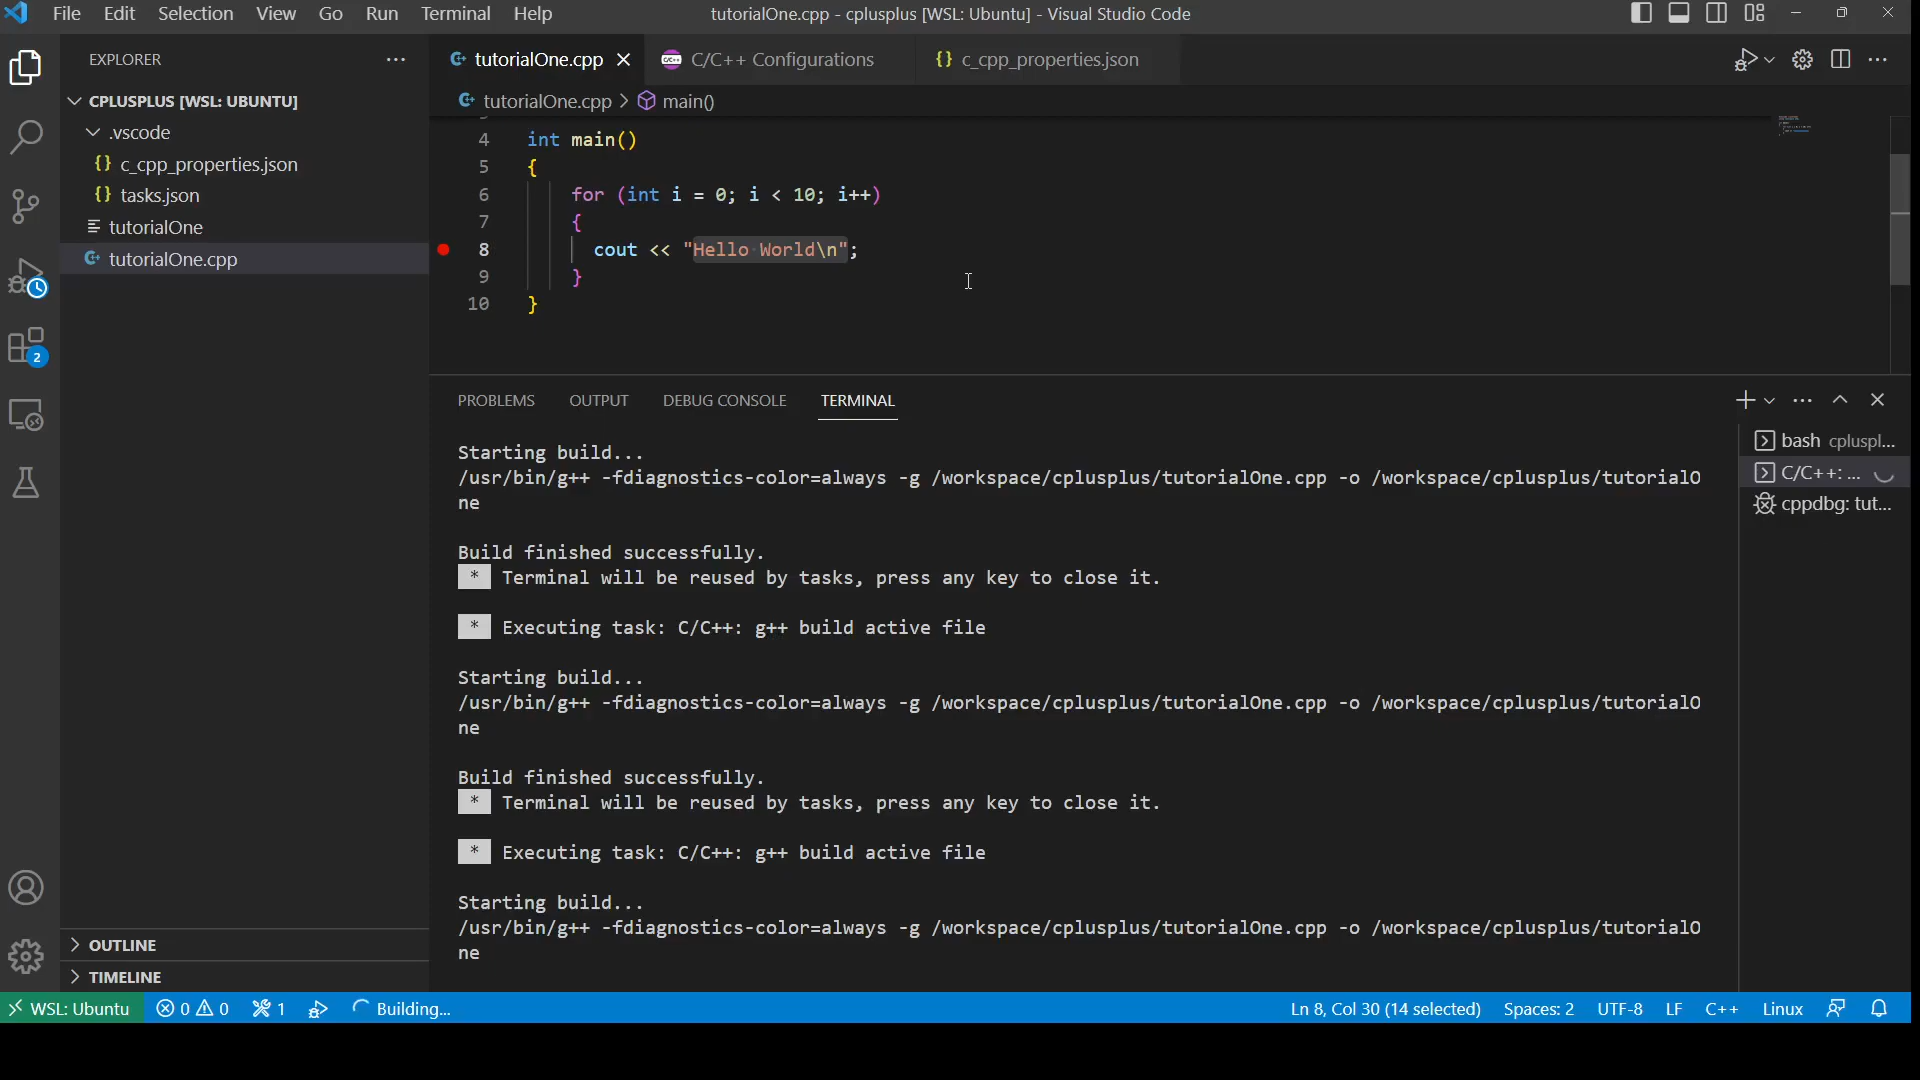 File Edit Selection View Go Run Terminal Help
tutorialOne.cpp - cplusplus [WSL: Ubuntu] - Visual Studio Code
EXPLORER
CPLUSPLUS [WSL: UBUNTU]
.vscode
{} c_cpp_properties.json
{} tasks.json
tutorialOne
tutorialOne.cpp
OUTLINE
TIMELINE
2
tutorialOne.cpp
C/C++ Configurations
{} c_cpp_properties.json
tutorialOne.cpp > main()
4 int main()
5 {
6 for (int i = 0; i < 10; i++)
7 {
8 cout << "Hello World\n";
9 }
10 }
PROBLEMS OUTPUT DEBUG CONSOLE TERMINAL
Starting build...
/usr/bin/g++ -fdiagnostics-color=always -g /workspace/cplusplus/tutorialOne.cpp -o /workspace/cplusplus/tutorialO
ne
Build finished successfully.
* Terminal will be reused by tasks, press any key to close it.
* Executing task: C/C++: g++ build active file
Starting build...
/usr/bin/g++ -fdiagnostics-color=always -g /workspace/cplusplus/tutorialOne.cpp -o /workspace/cplusplus/tutorialO
ne
Build finished successfully.
* Terminal will be reused by tasks, press any key to close it.
* Executing task: C/C++: g++ build active file
Starting build...
/usr/bin/g++ -fdiagnostics-color=always -g /workspace/cplusplus/tutorialOne.cpp -o /workspace/cplusplus/tutorialO
ne
bash cpluspl...
C/C++: ...
cppdbg: tut...
WSL: Ubuntu 0 0 1 Building... Ln 8, Col 30 (14 selected) Spaces: 2 UTF-8 LF C++ Linux